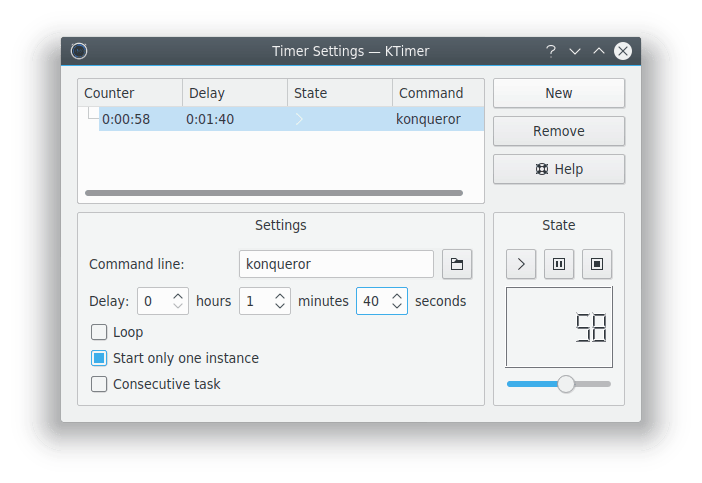 Timer Settings — KTimer
Counter Delay State Command
0:00:58 0:01:40 konqueror
New
Remove
Help
Settings
Command line: konqueror
Delay: 0 hours 1 minutes 40 seconds
Loop
Start only one instance
Consecutive task
State
58